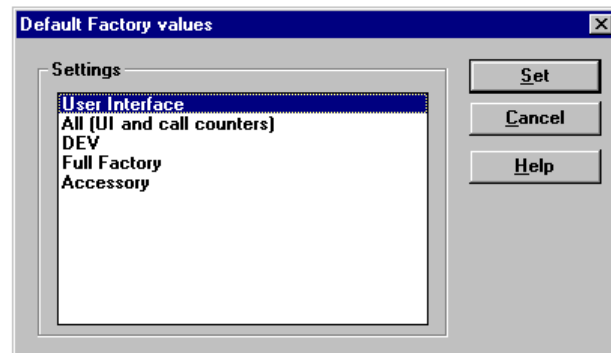 Default Factory values
Settings
User Interface
All (UI and call counters)
DEV
Full Factory
Accessory
Set
Cancel
Help